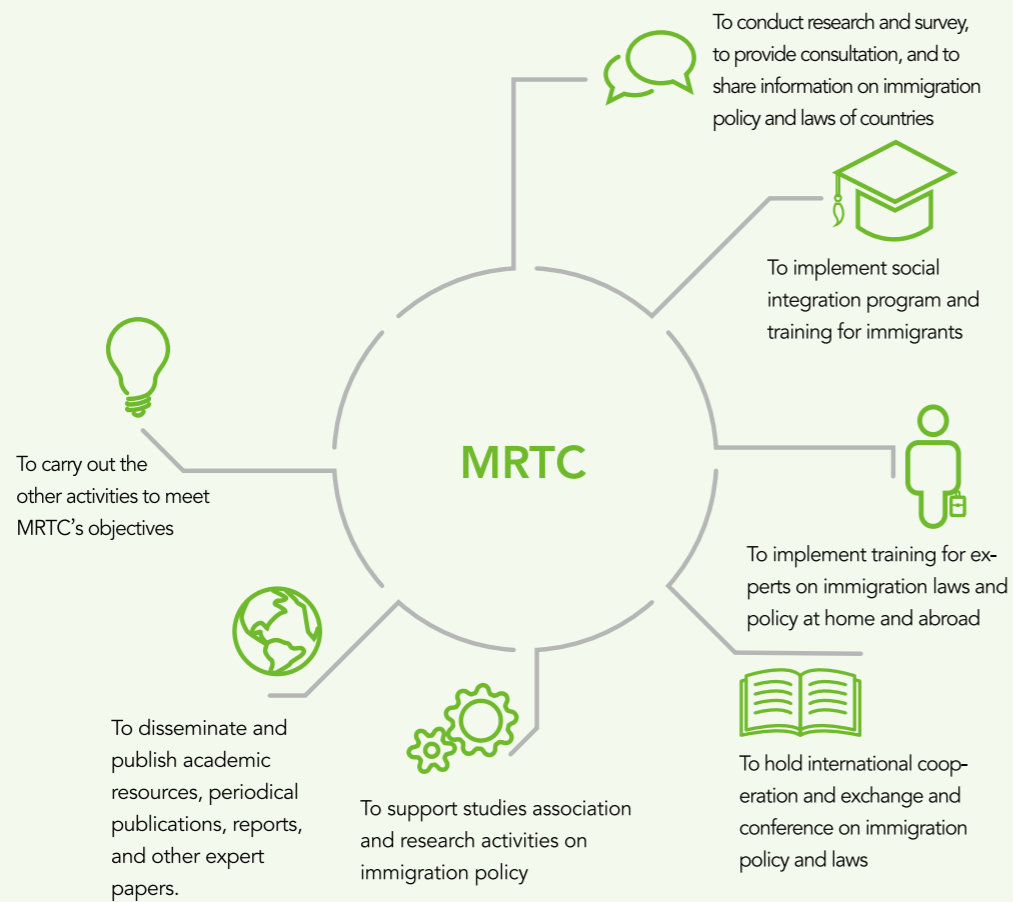 To conduct research and survey,
to provide consultation, and to
share information on immigration
policy and laws of countries
To implement social
integration program and
training for immigrants
MRTC
To carry out the
other activities to meet
MRTC's objectives
To implement training for ex-
perts on immigration laws and
policy at home and abroad
To disseminate and
publish academic
resources, periodical
publications, reports,
and other expert
papers.
To support studies association
and research activities on
immigration policy
To hold international coop-
eration and exchange and
conference on immigration
policy and laws